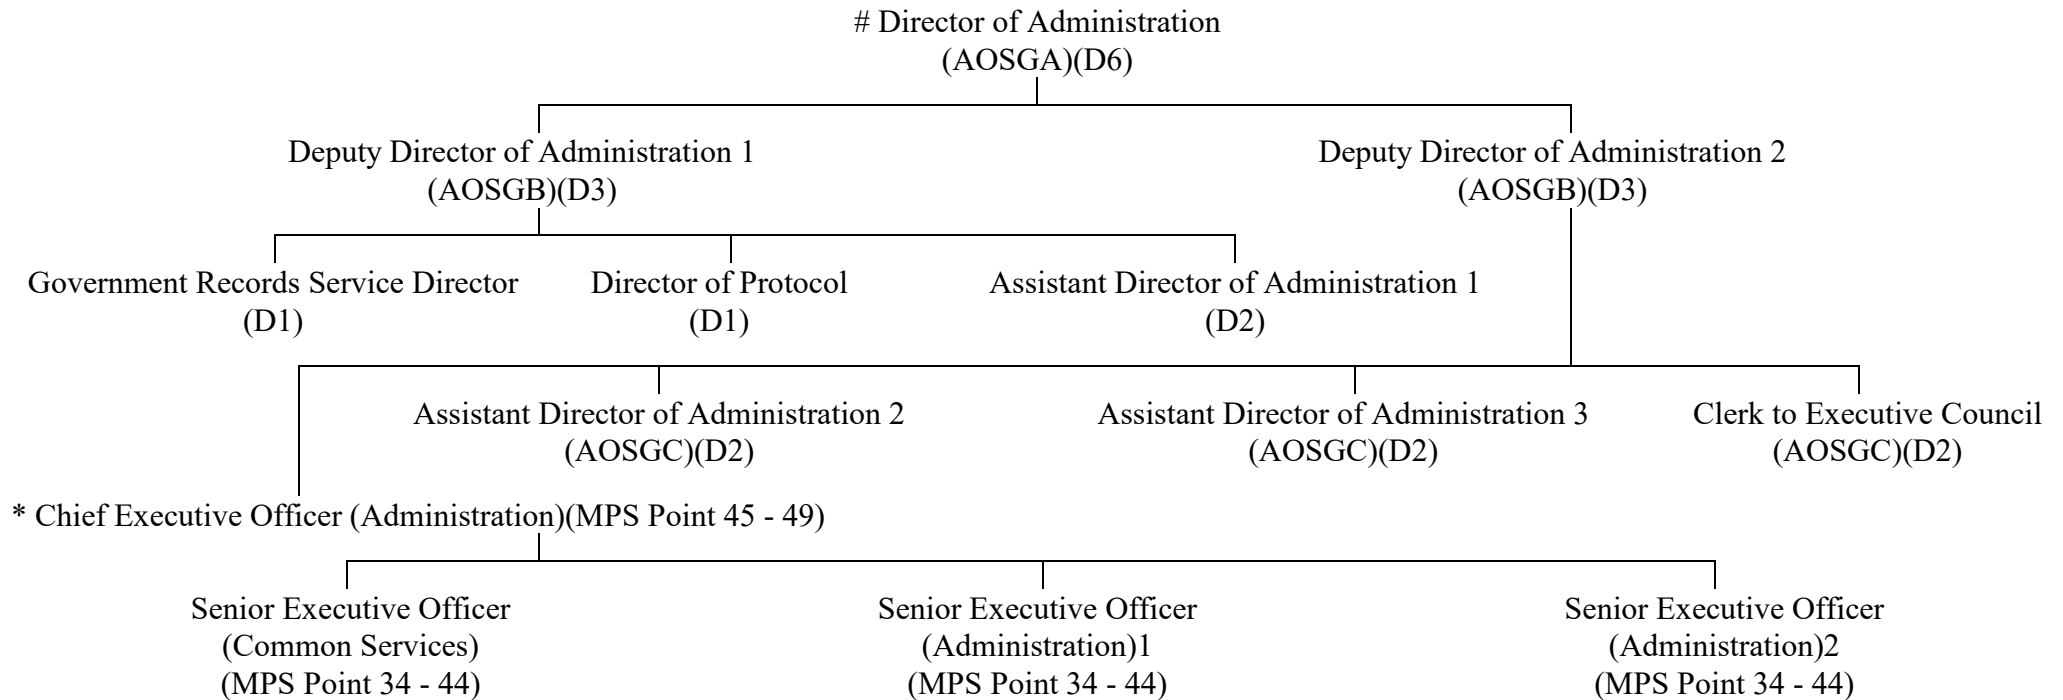 # Director of Administration
(AOSGA)(D6)
Deputy Director of Administration 1
(AOSGB)(D3)
Deputy Director of Administration 2
(AOSGB)(D3)
Government Records Service Director
(D1)
Director of Protocol
(D1)
Assistant Director of Administration 1
(D2)
Assistant Director of Administration 2
(AOSGC)(D2)
Assistant Director of Administration 3
(AOSGC)(D2)
Clerk to Executive Council
(AOSGC)(D2)
* Chief Executive Officer (Administration)(MPS Point 45 - 49)
Senior Executive Officer
(Common Services)
(MPS Point 34 - 44)
Senior Executive Officer
(Administration)1
(MPS Point 34 - 44)
Senior Executive Officer
(Administration)2
(MPS Point 34 - 44)